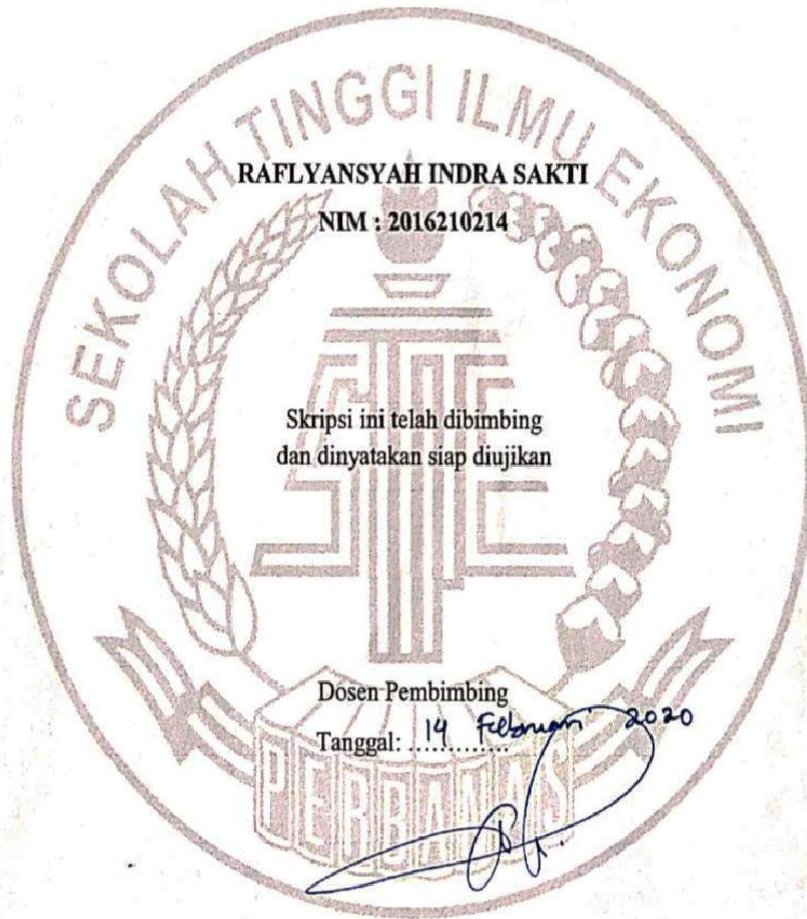 SEKOLAH TINGGI ILMU EKONOMI
RAFLYANSYAH INDRA SAKTI
NIM : 2016210214
Skripsi ini telah dibimbing
dan dinyatakan siap diujikan
Dosen Pembimbing
Tanggal: 14 Februari 2020
PERBANAS